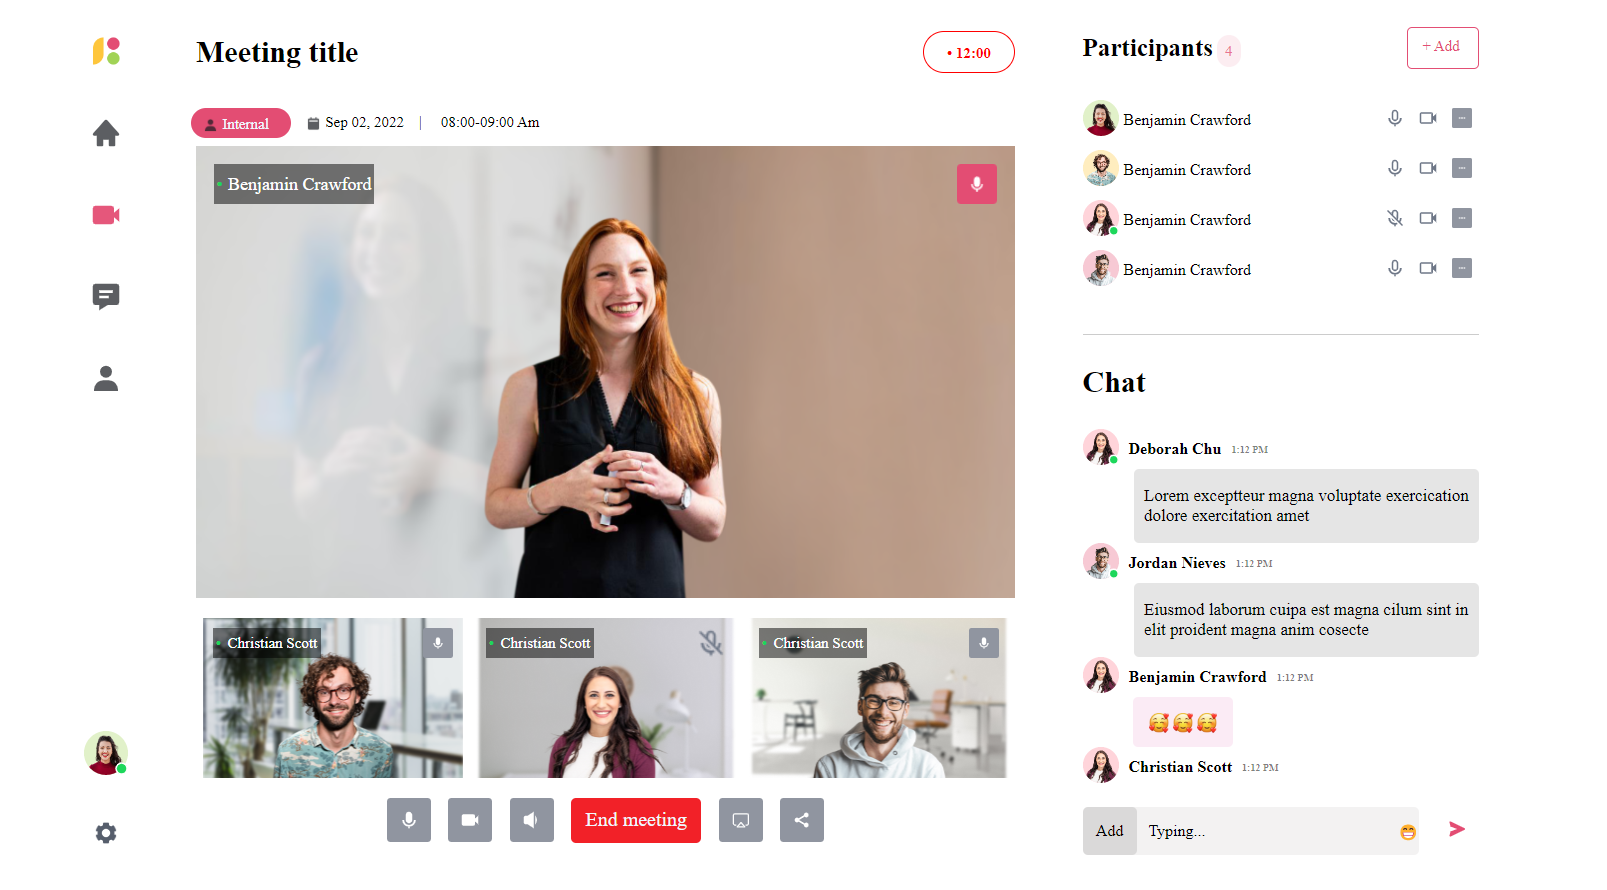 Meeting title
• 12:00
Internal
Sep 02, 2022 | 08:00-09:00 Am
• Benjamin Crawford
• Christian Scott
• Christian Scott
• Christian Scott
End meeting
Participants 4
+ Add
Benjamin Crawford
Benjamin Crawford
Benjamin Crawford
Benjamin Crawford
Chat
Deborah Chu 1:12 PM
Lorem exceptteur magna voluptate exercication
dolore exercitation amet
Jordan Nieves 1:12 PM
Eiusmod laborum cuipa est magna cilum sint in
elit proident magna anim cosecte
Benjamin Crawford 1:12 PM
🥰🥰🥰
Christian Scott 1:12 PM
Add
Typing... 😁